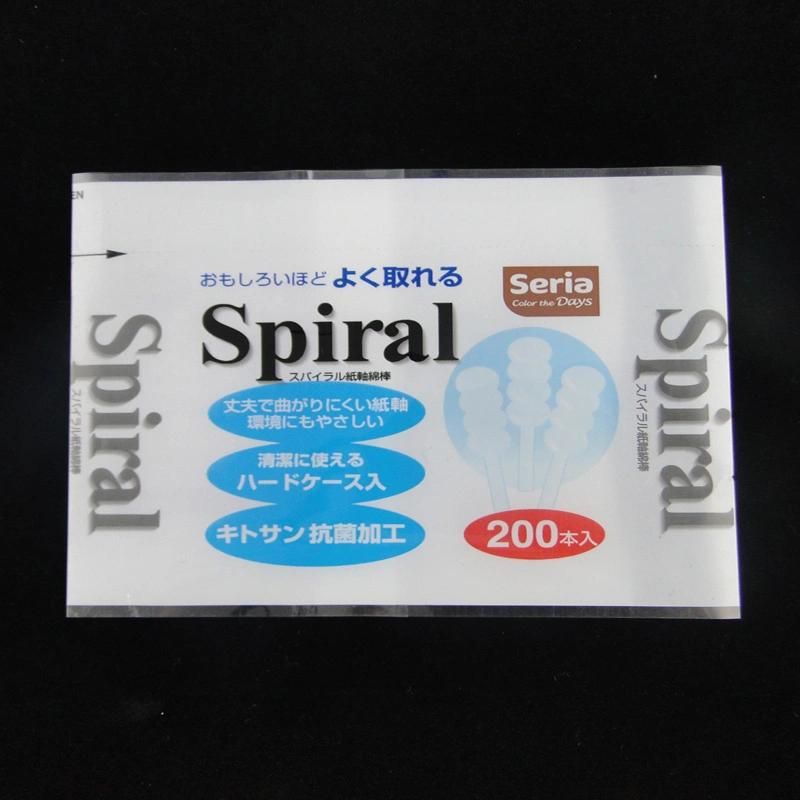 EN
おもしろいほど よく取れる
Seria
Color the Days
Spiral
スパイラル紙軸綿棒
丈夫で曲がりにくい紙軸
環境にもやさしい
清潔に使える
ハードケース入
キトサン 抗菌加工
200本入
Spiral
スパイラル紙軸綿棒
Spiral
スパイラル紙軸綿棒